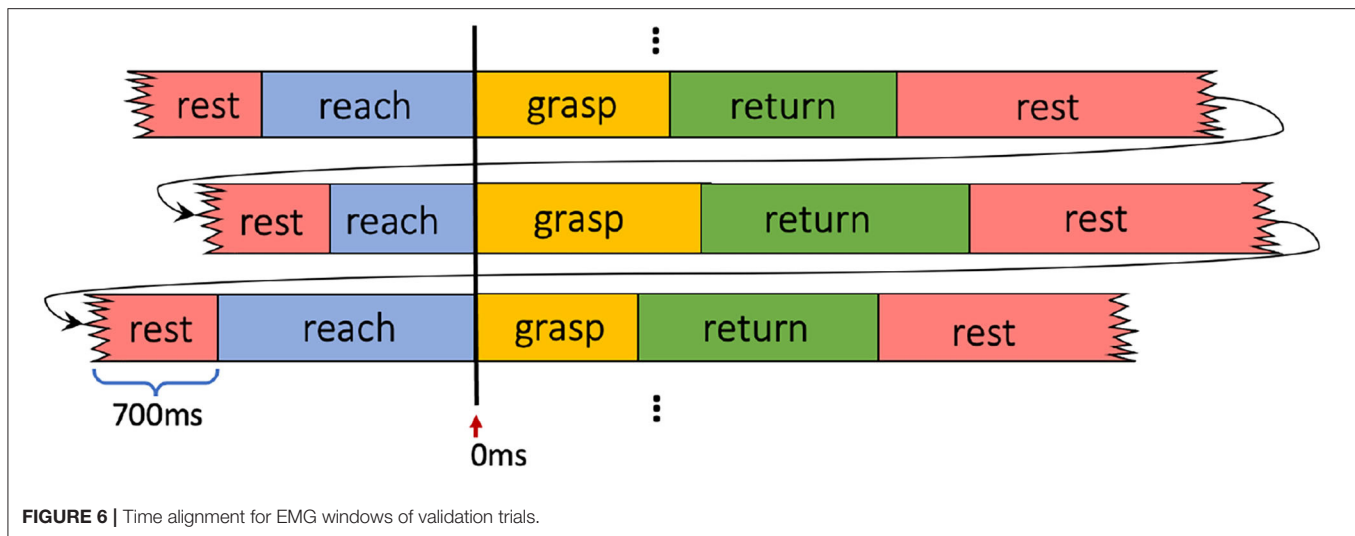 rest reach grasp return rest
rest reach grasp return rest
rest reach grasp return rest
700ms
0ms
FIGURE 6 | Time alignment for EMG windows of validation trials.